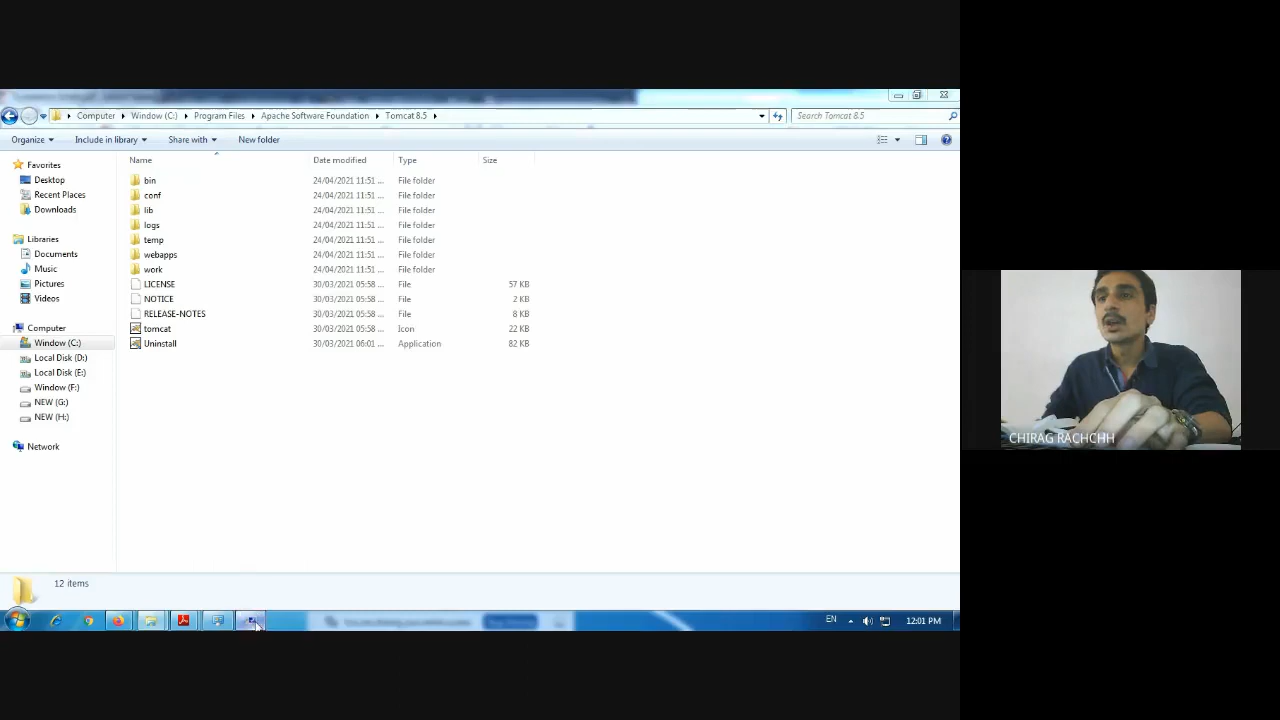 Computer Window (C:) Program Files Apache Software Foundation Tomcat 8.5
Search Tomcat 8.5
Organize Include in library Share with New folder
Name Date modified Type Size
Favorites
Desktop
Recent Places
Downloads
Libraries
Documents
Music
Pictures
Videos
Computer
Window (C:)
Local Disk (D:)
Local Disk (E:)
Window (F:)
NEW (G:)
NEW (H:)
Network
bin 24/04/2021 11:51 ... File folder
conf 24/04/2021 11:51 ... File folder
lib 24/04/2021 11:51 ... File folder
logs 24/04/2021 11:51 ... File folder
temp 24/04/2021 11:51 ... File folder
webapps 24/04/2021 11:51 ... File folder
work 24/04/2021 11:51 ... File folder
LICENSE 30/03/2021 05:58 ... File 57 KB
NOTICE 30/03/2021 05:58 ... File 2 KB
RELEASE-NOTES 30/03/2021 05:58 ... File 8 KB
tomcat 30/03/2021 05:58 ... Icon 22 KB
Uninstall 30/03/2021 06:01 ... Application 82 KB
12 items
EN 12:01 PM
CHIRAG RACHCHH